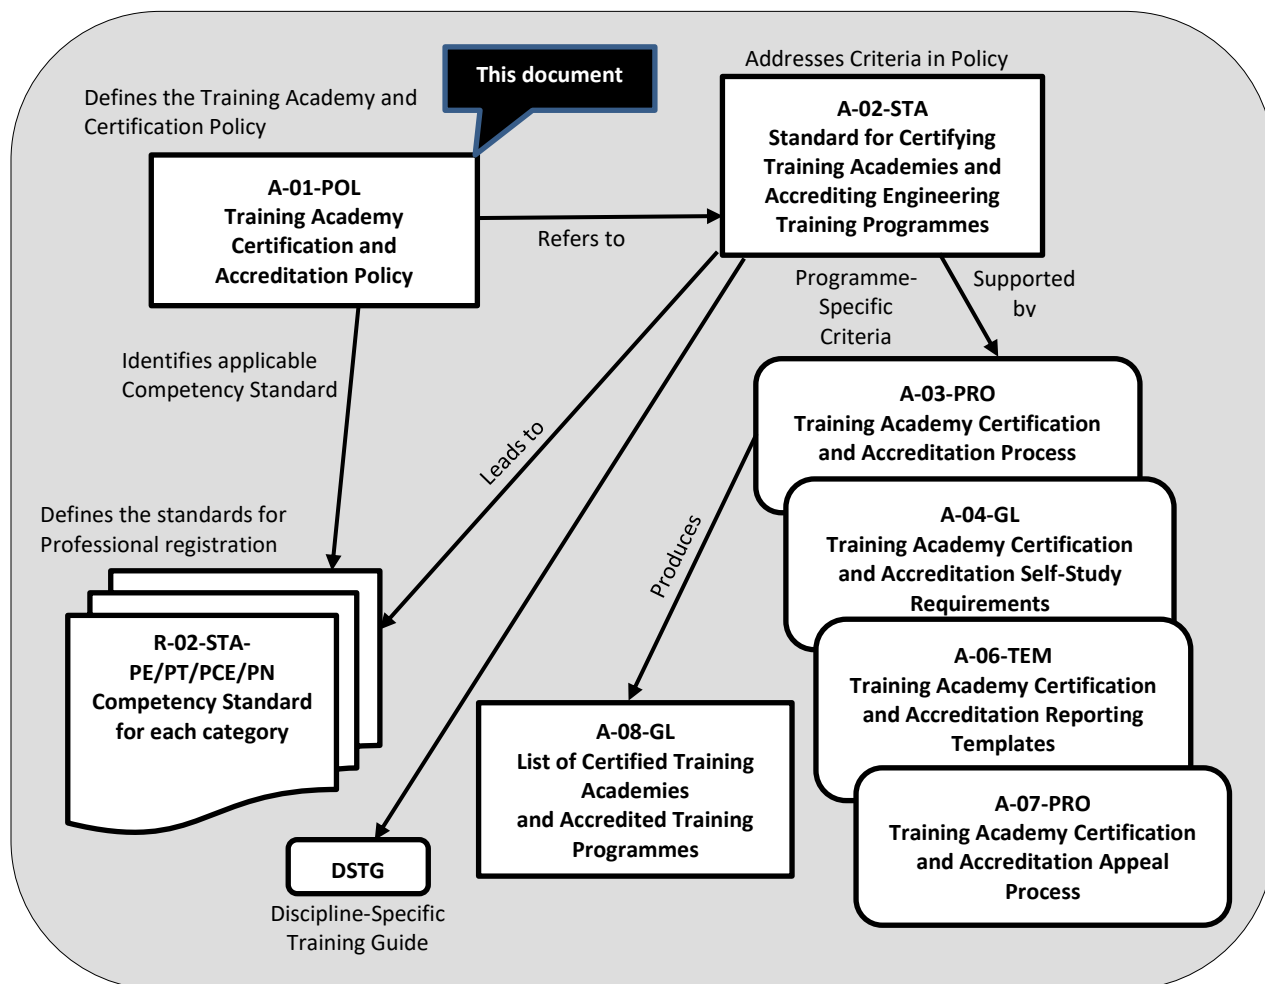 This document
Addresses Criteria in Policy
Defines the Training Academy and
Certification Policy
A-01-POL
Training Academy
Certification and
Accreditation Policy
A-02-STA
Standard for Certifying
Training Academies and
Accrediting Engineering
Training Programmes
Refers to
Programme-
Specific
Criteria
Supported
by
Identifies applicable
Competency Standard
Leads to
A-03-PRO
Training Academy Certification
and Accreditation Process
Defines the standards for
Professional registration
Produces
A-04-GL
Training Academy Certification
and Accreditation Self-Study
Requirements
R-02-STA-
PE/PT/PCE/PN
Competency Standard
for each category
A-06-TEM
Training Academy Certification
and Accreditation Reporting
Templates
A-08-GL
List of Certified Training
Academies
and Accredited Training
Programmes
A-07-PRO
Training Academy Certification
and Accreditation Appeal
Process
DSTG
Discipline-Specific
Training Guide